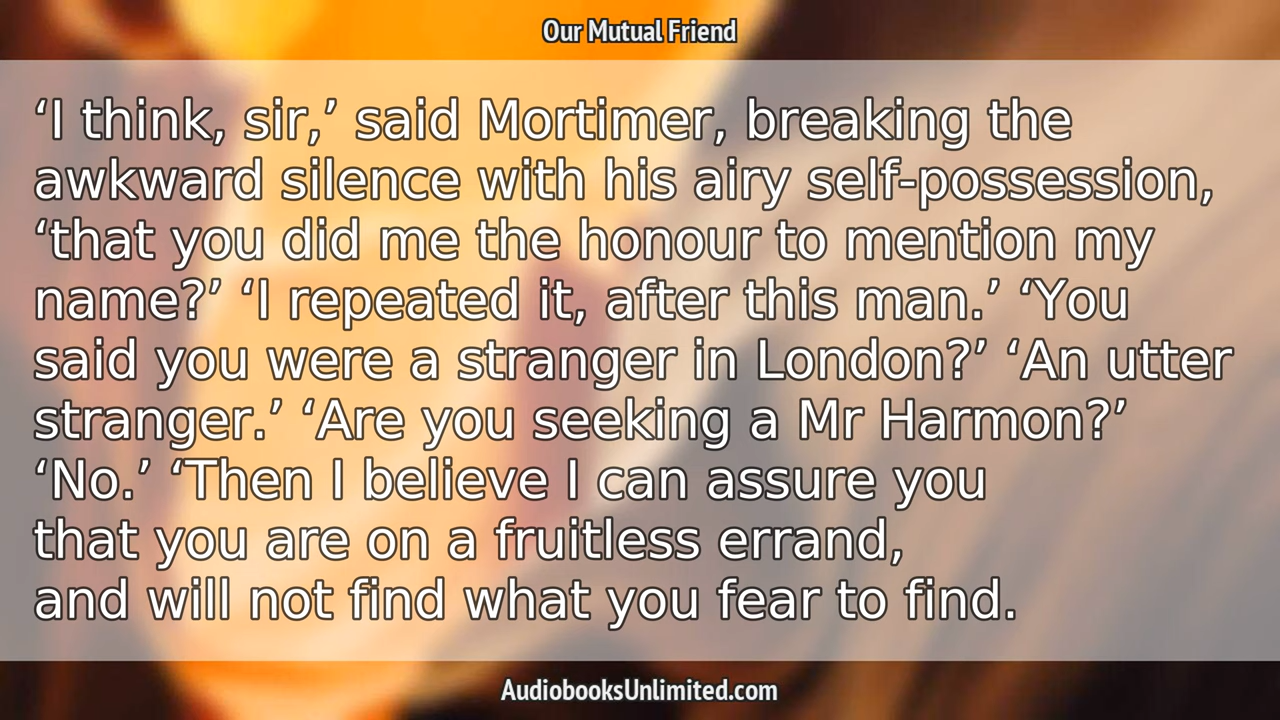 Our Mutual Friend
‘I think, sir,’ said Mortimer, breaking the
awkward silence with his airy self-possession,
‘that you did me the honour to mention my
name?’ ‘I repeated it, after this man.’ ‘You
said you were a stranger in London?’ ‘An utter
stranger.’ ‘Are you seeking a Mr Harmon?’
‘No.’ ‘Then I believe I can assure you
that you are on a fruitless errand,
and will not find what you fear to find.
AudiobooksUnlimited.com